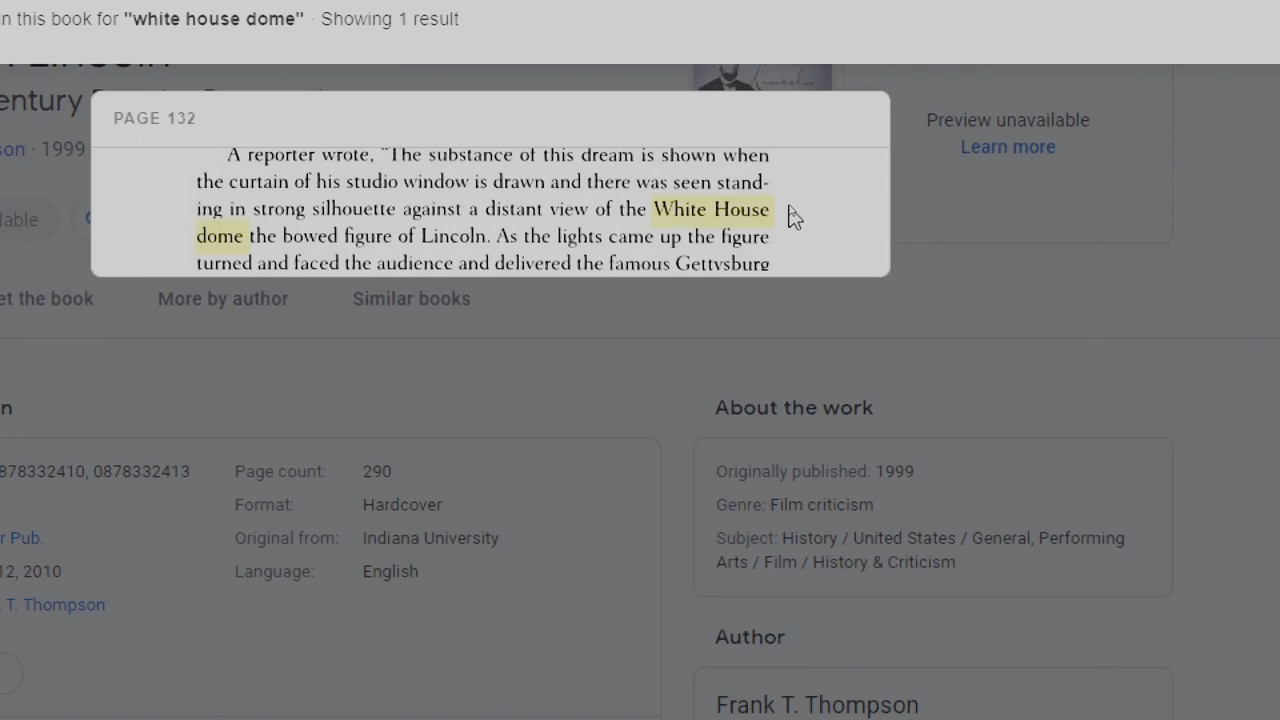 n this book for "white house dome" · Showing 1 result
entury
PAGE 132
son · 1999
Preview unavailable
Learn more
A reporter wrote, "The substance of this dream is shown when
the curtain of his studio window is drawn and there was seen stand-
ing in strong silhouette against a distant view of the White House
dome the bowed figure of Lincoln. As the lights came up the figure
turned and faced the audience and delivered the famous Gettysburg
lable
et the book More by author Similar books
n
About the work
878332410, 0878332413
Page count: 290
Format: Hardcover
r Pub.
Original from: Indiana University
12, 2010
Language: English
. T. Thompson
Originally published: 1999
Genre: Film criticism
Subject: History / United States / General, Performing
Arts / Film / History & Criticism
Author
Frank T. Thompson